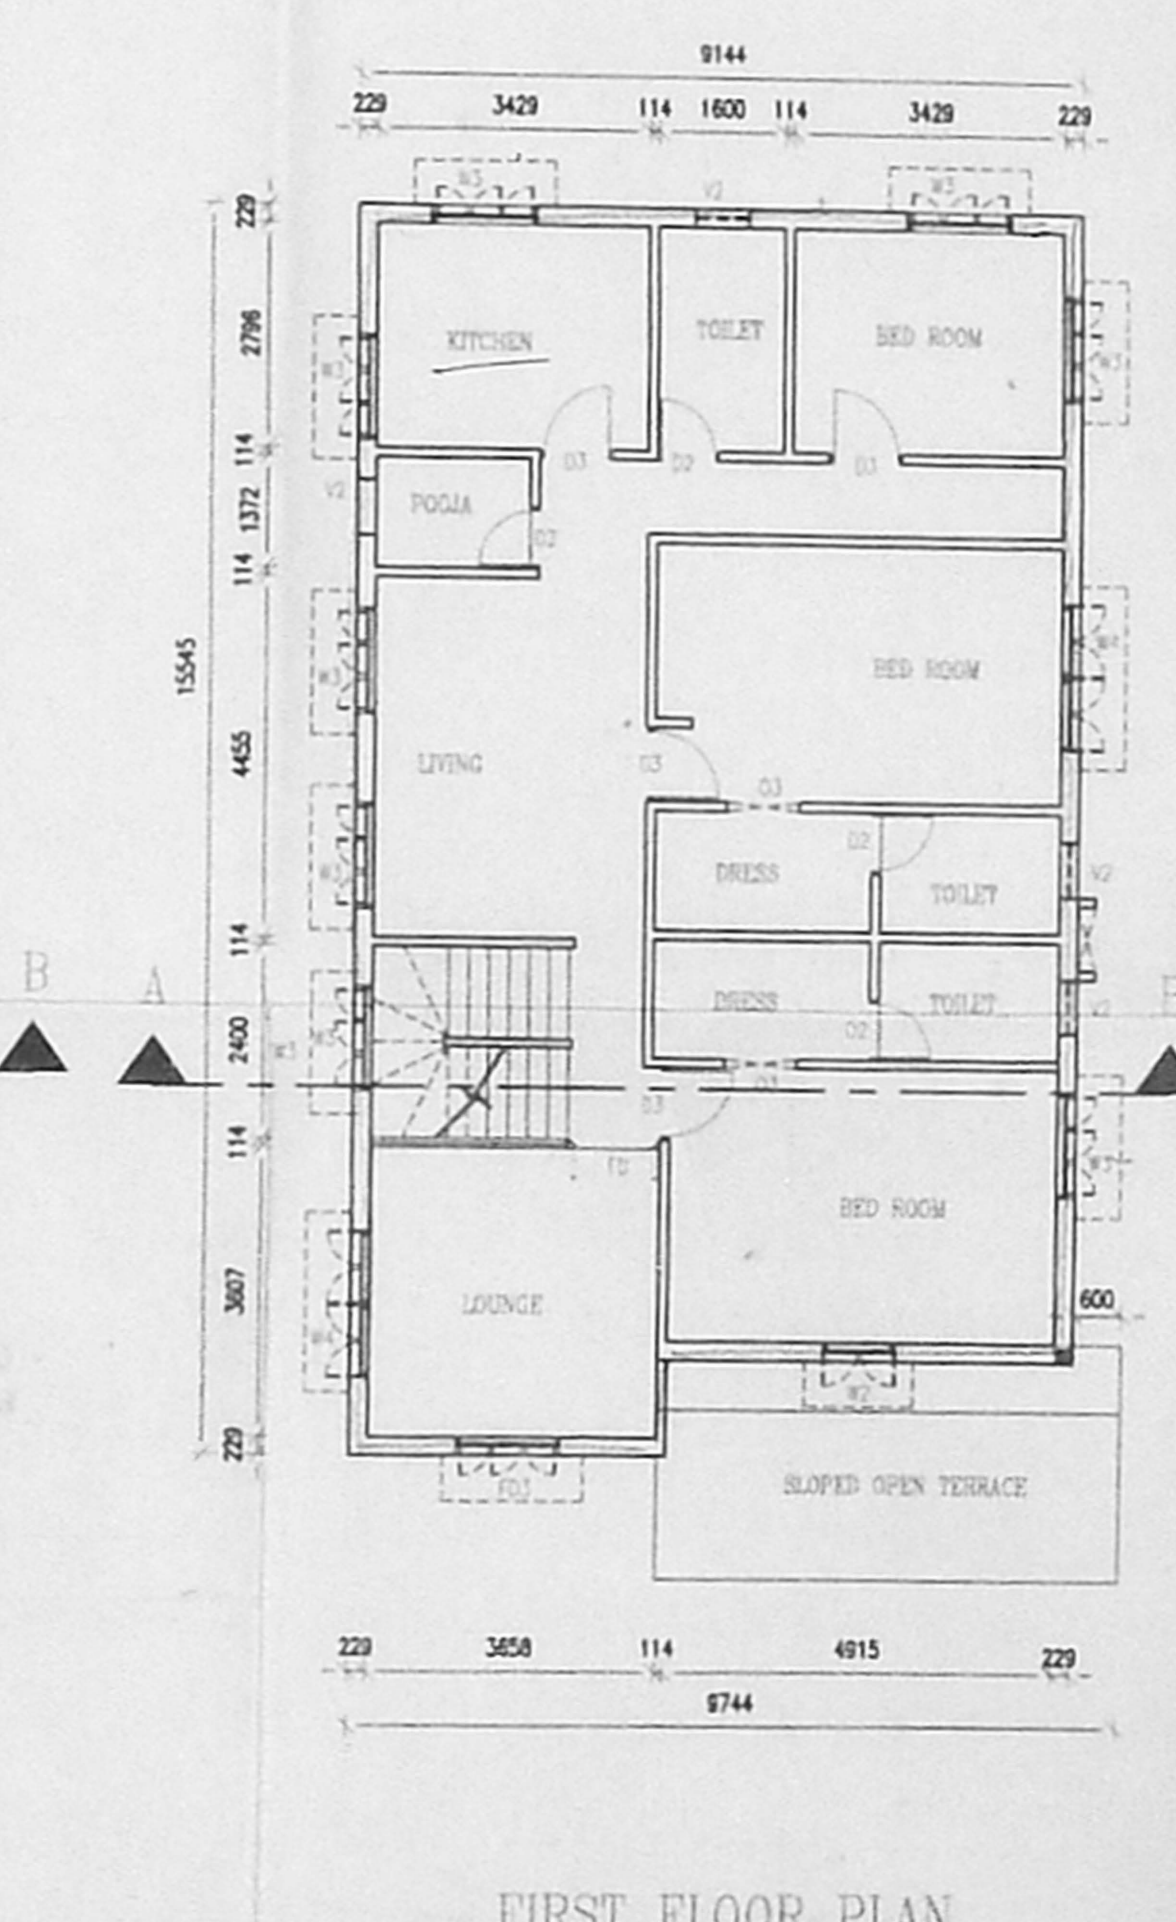 9144
229 3429 114 1600 114 3429 229
W3 V2 W3
229
2796
114
1372
114
15545
4455
114
2400
114
3607
229
KITCHEN TOILET BED ROOM
W3 W3
D3 D2 D3
V2 POOJA
D2
BED ROOM W4
W3
LIVING D3 D3
D2
W3 DRESS TOILET V2
B A
DRESS TOILET V2
W3 W3 D2
D3 D3
FD W3
BED ROOM
LOUNGE 600
W4
W2
SLOPED OPEN TERRACE
FD3
229 3658 114 4915 229
9744
FIRST FLOOR PLAN